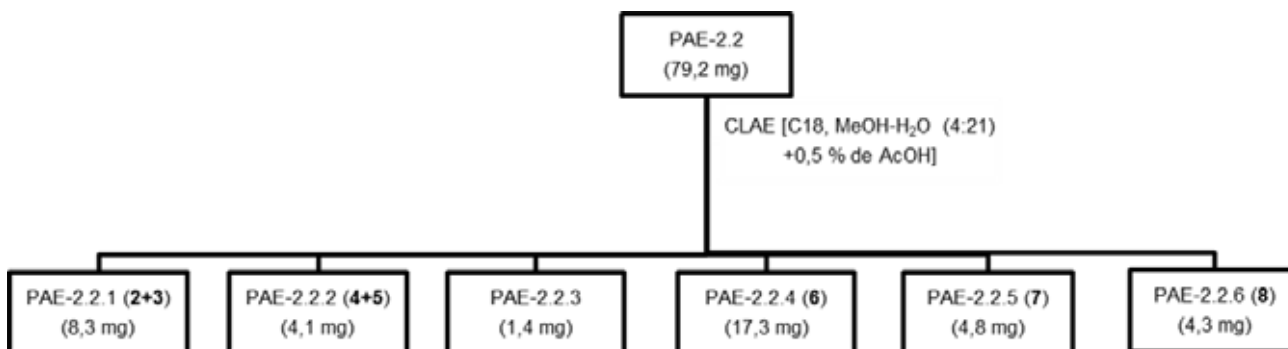 PAE-2.2
(79,2 mg)
CLAE [C18, MeOH-H₂O (4:21)
+0,5 % de AcOH]
PAE-2.2.1 (2+3)
(8,3 mg)
PAE-2.2.2 (4+5)
(4,1 mg)
PAE-2.2.3
(1,4 mg)
PAE-2.2.4 (6)
(17,3 mg)
PAE-2.2.5 (7)
(4,8 mg)
PAE-2.2.6 (8)
(4,3 mg)